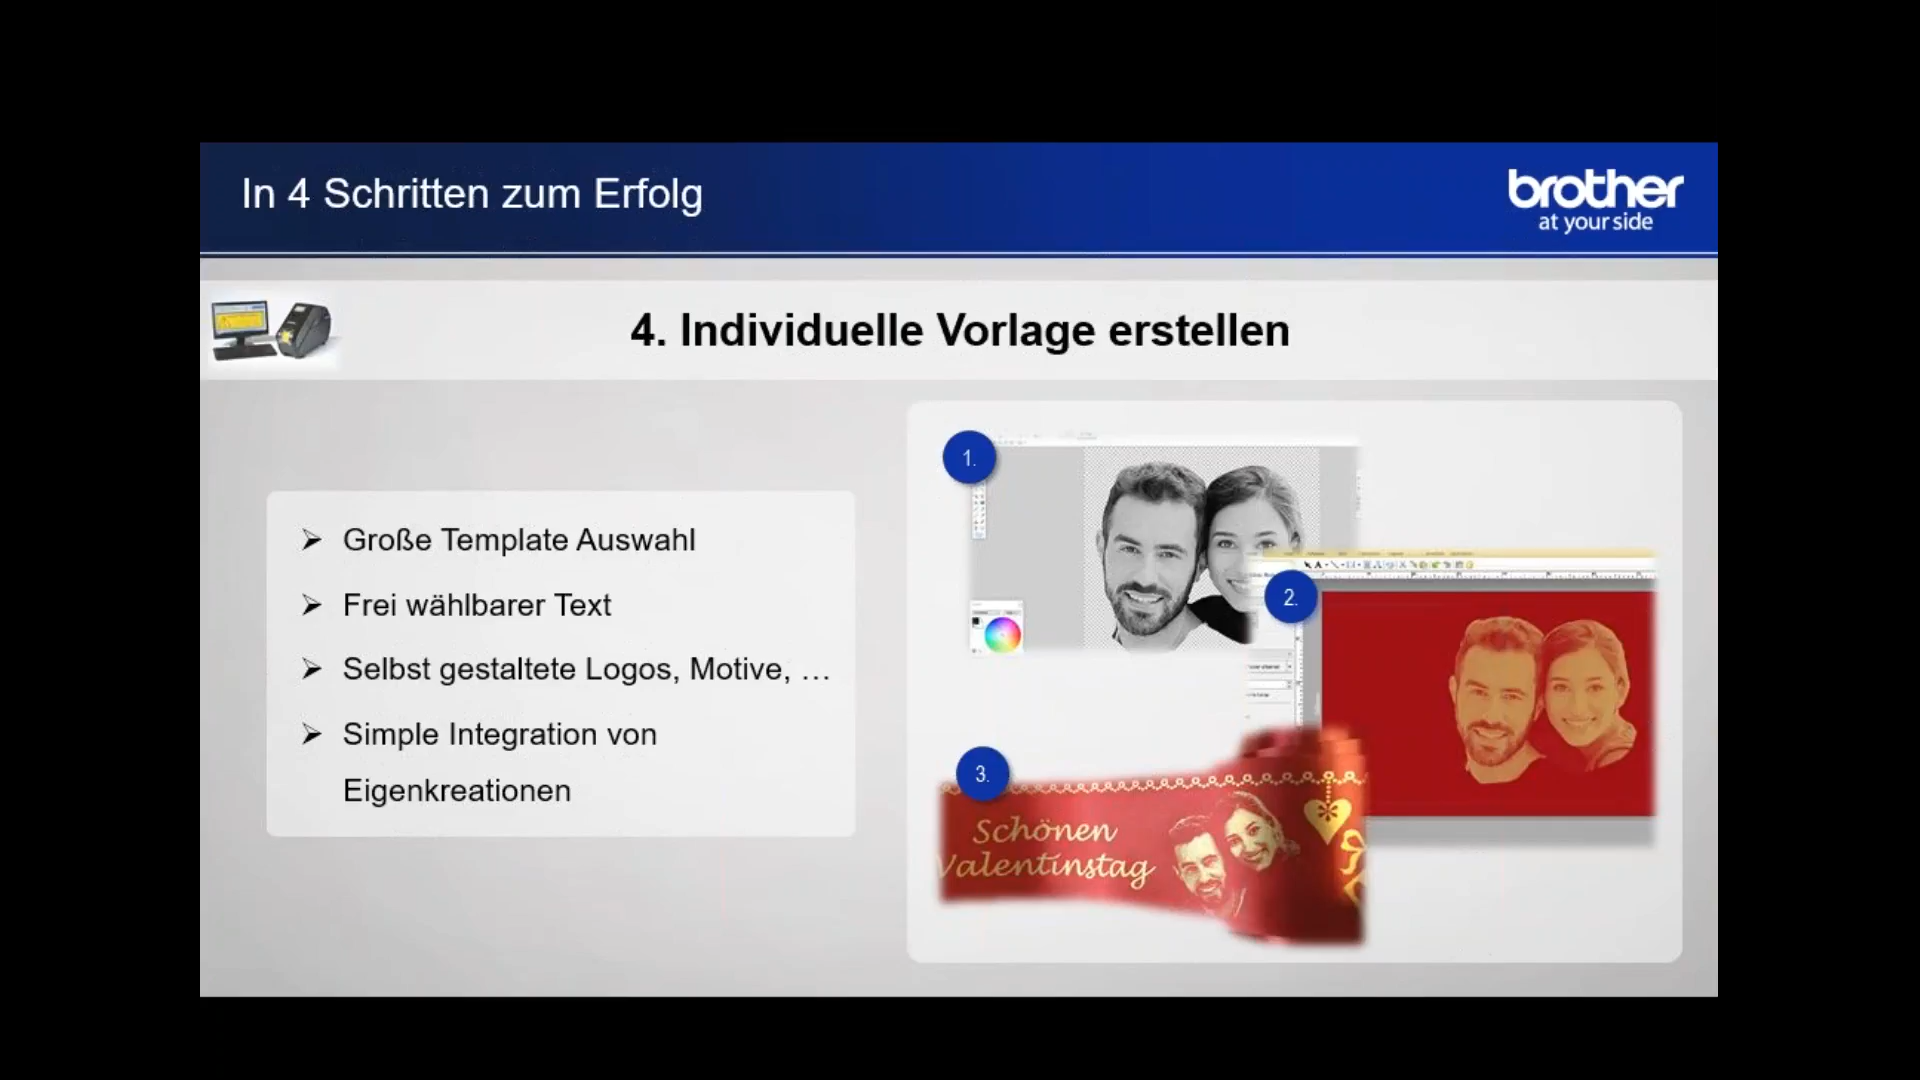 In 4 Schritten zum Erfolg
brother
at your side
4. Individuelle Vorlage erstellen
➢ Große Template Auswahl
➢ Frei wählbarer Text
➢ Selbst gestaltete Logos, Motive, …
➢ Simple Integration von
Eigenkreationen
1.
2.
3.
Schönen
Valentinstag